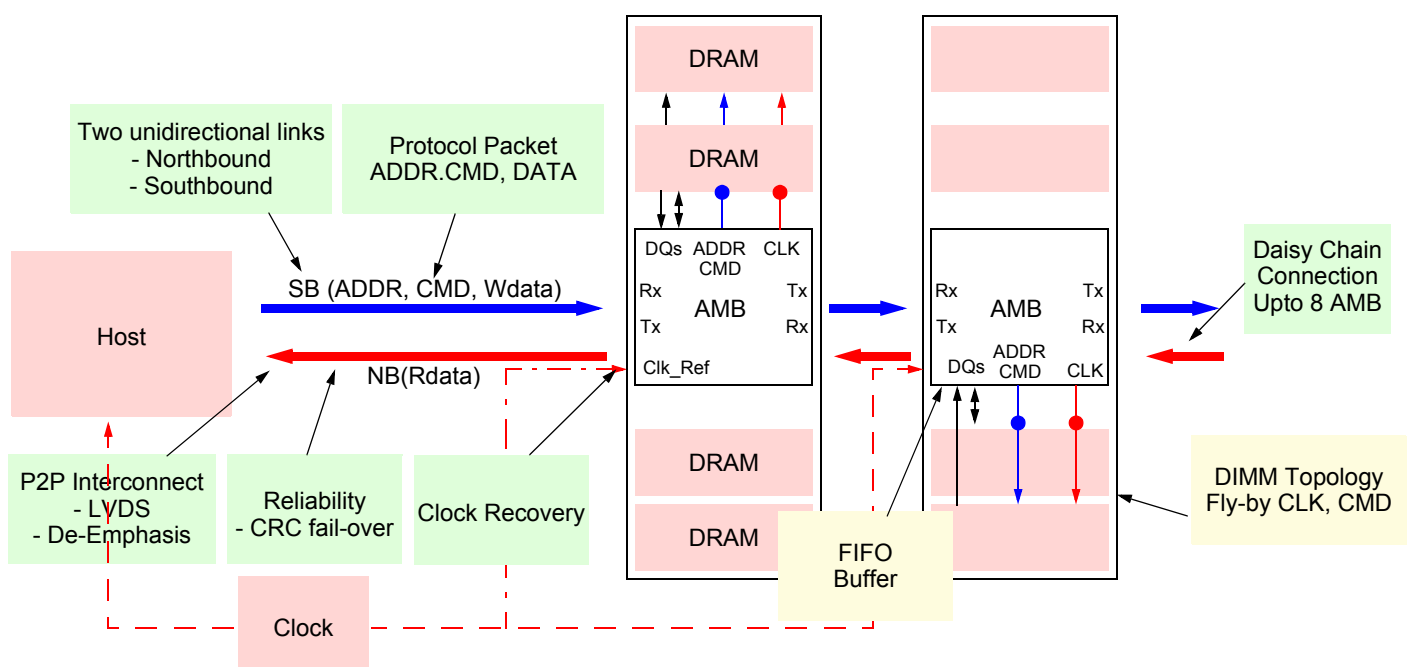 DRAM
DRAM
Two unidirectional links
- Northbound
- Southbound
Protocol Packet
ADDR.CMD, DATA
DQs ADDR CLK
CMD
Rx Tx
AMB
Tx Rx
Clk_Ref
SB (ADDR, CMD, Wdata)
Host
NB(Rdata)
Rx Tx
AMB
Tx Rx
DQs ADDR CLK
CMD
Daisy Chain
Connection
Upto 8 AMB
P2P Interconnect
- LVDS
- De-Emphasis
Reliability
- CRC fail-over
Clock Recovery
DRAM
DRAM
DIMM Topology
Fly-by CLK, CMD
FIFO
Buffer
Clock